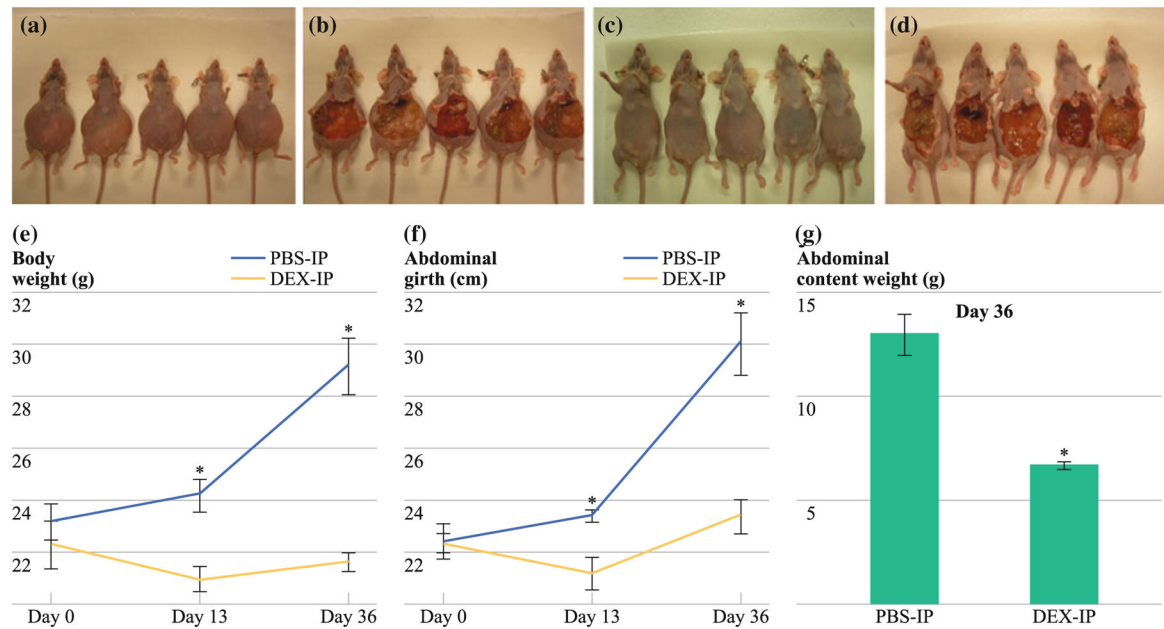 (a)
(b)
(c)
(d)
(e)
Body
weight (g)
PBS-IP
DEX-IP
32
30
28
26
24
22
Day 0
Day 13
Day 36
*
*
(f)
Abdominal
girth (cm)
PBS-IP
DEX-IP
32
30
28
26
24
22
Day 0
Day 13
Day 36
*
*
(g)
Abdominal
content weight (g)
15
Day 36
10
5
*
PBS-IP
DEX-IP